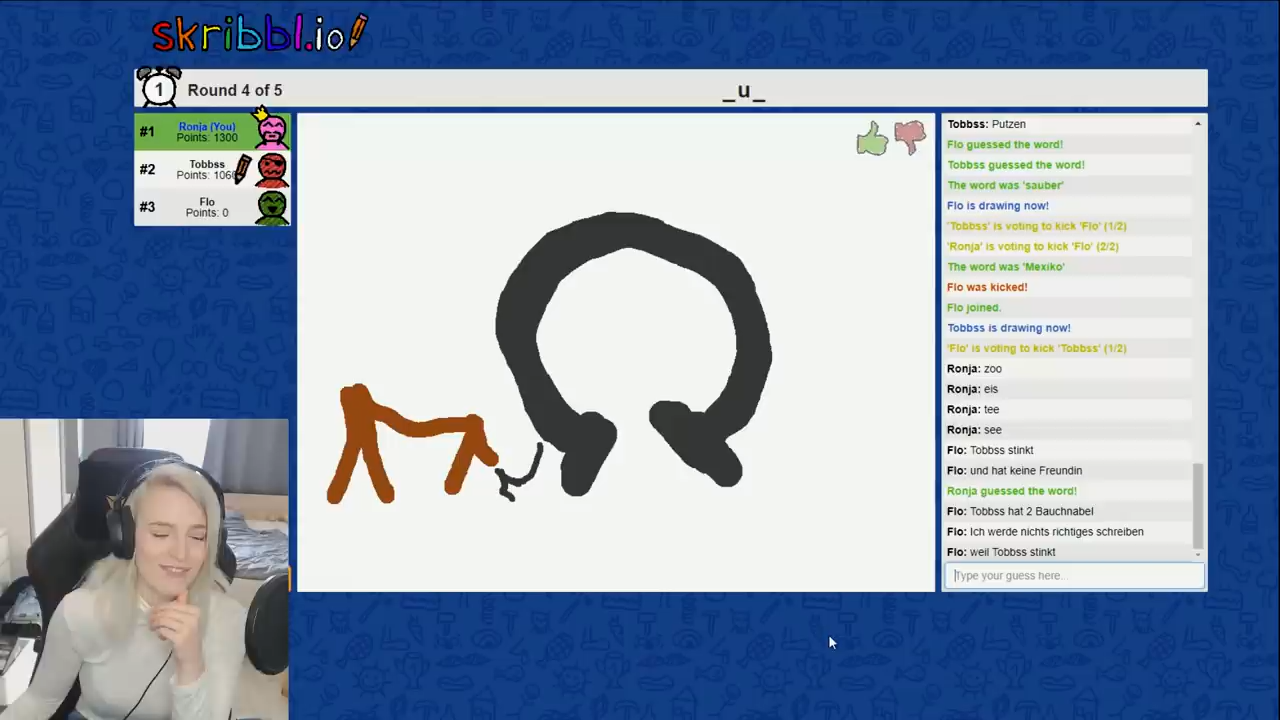 skribbl.io
1
Round 4 of 5
_u_
#1
Ronja (You)
Points: 1300
#2
Tobbss
Points: 1060
#3
Flo
Points: 0
Tobbss: Putzen
Flo guessed the word!
Tobbss guessed the word!
The word was 'sauber'
Flo is drawing now!
'Tobbss' is voting to kick 'Flo' (1/2)
'Ronja' is voting to kick 'Flo' (2/2)
The word was 'Mexiko'
Flo was kicked!
Flo joined.
Tobbss is drawing now!
'Flo' is voting to kick 'Tobbss' (1/2)
Ronja: zoo
Ronja: eis
Ronja: tee
Ronja: see
Flo: Tobbss stinkt
Flo: und hat keine Freundin
Ronja guessed the word!
Flo: Tobbss hat 2 Bauchnabel
Flo: Ich werde nichts richtiges schreiben
Flo: weil Tobbss stinkt
Type your guess here...